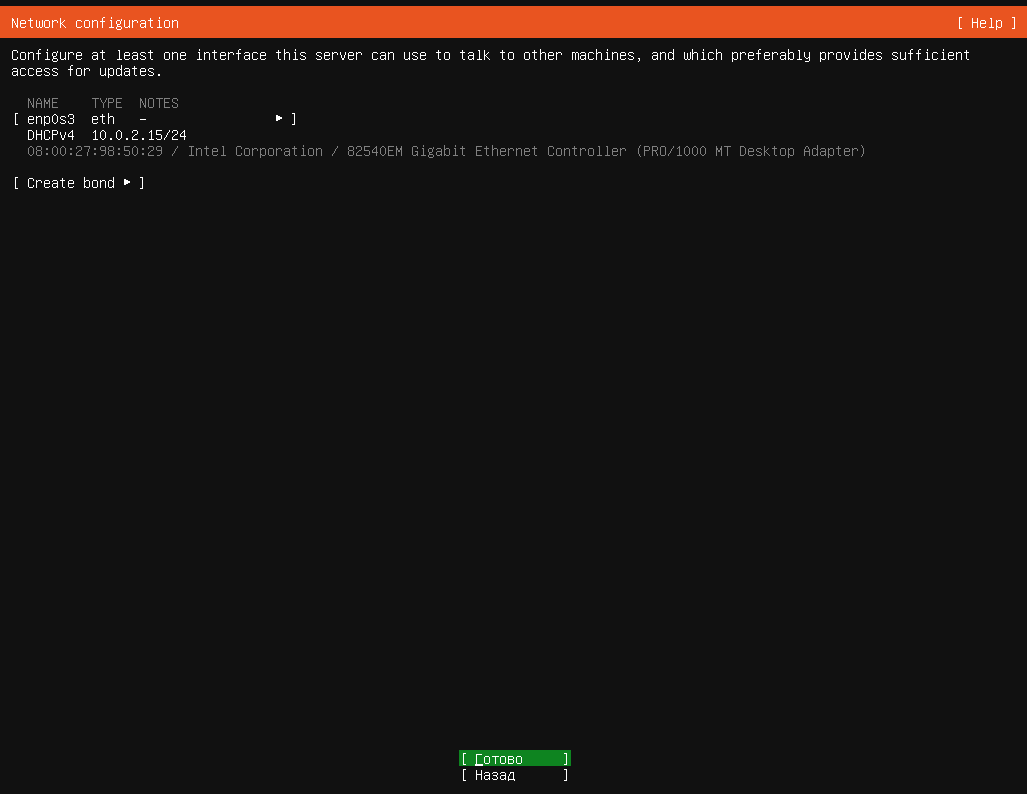 Network configuration [ Help ]
Configure at least one interface this server can use to talk to other machines, and which preferably provides sufficient
access for updates.
NAME TYPE NOTES
[ enp0s3 eth – ▸ ]
DHCPv4 10.0.2.15/24
08:00:27:98:50:29 / Intel Corporation / 82540EM Gigabit Ethernet Controller (PRO/1000 MT Desktop Adapter)
[ Create bond ▸ ]
[ Готово ]
[ Назад ]